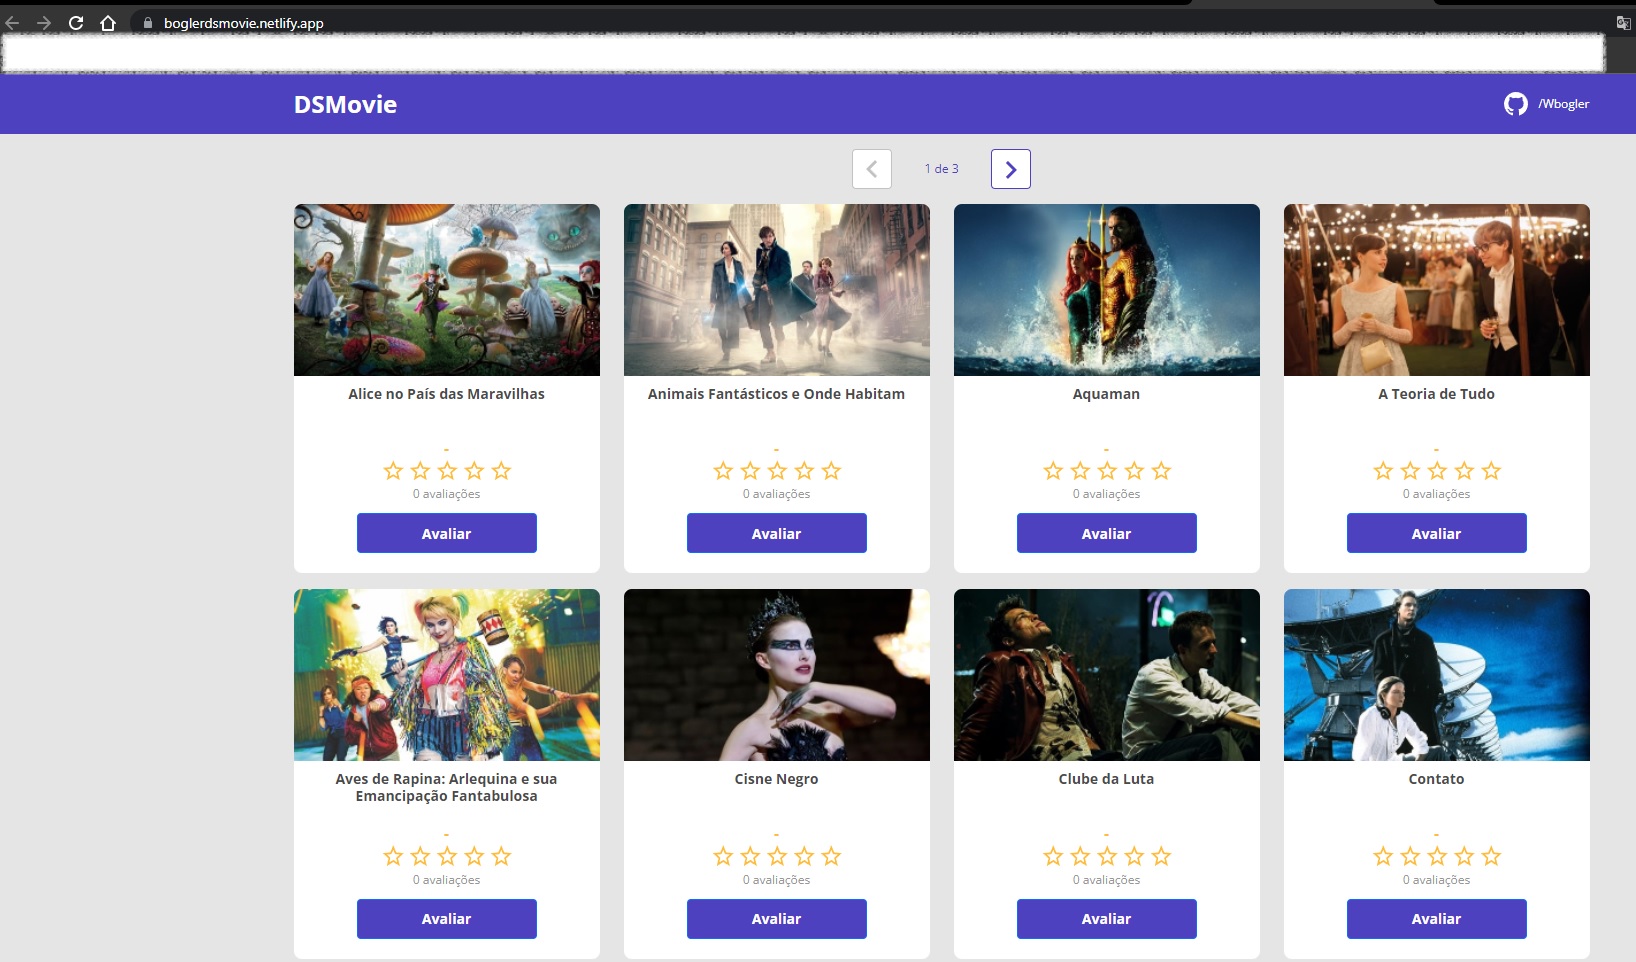 boglerdsmovie.netlify.app
DSMovie
/Wbogler
1 de 3
Alice no País das Maravilhas
-
0 avaliações
Avaliar
Animais Fantásticos e Onde Habitam
-
0 avaliações
Avaliar
Aquaman
-
0 avaliações
Avaliar
A Teoria de Tudo
-
0 avaliações
Avaliar
Aves de Rapina: Arlequina e sua
Emancipação Fantabulosa
-
0 avaliações
Avaliar
Cisne Negro
-
0 avaliações
Avaliar
Clube da Luta
-
0 avaliações
Avaliar
Contato
-
0 avaliações
Avaliar